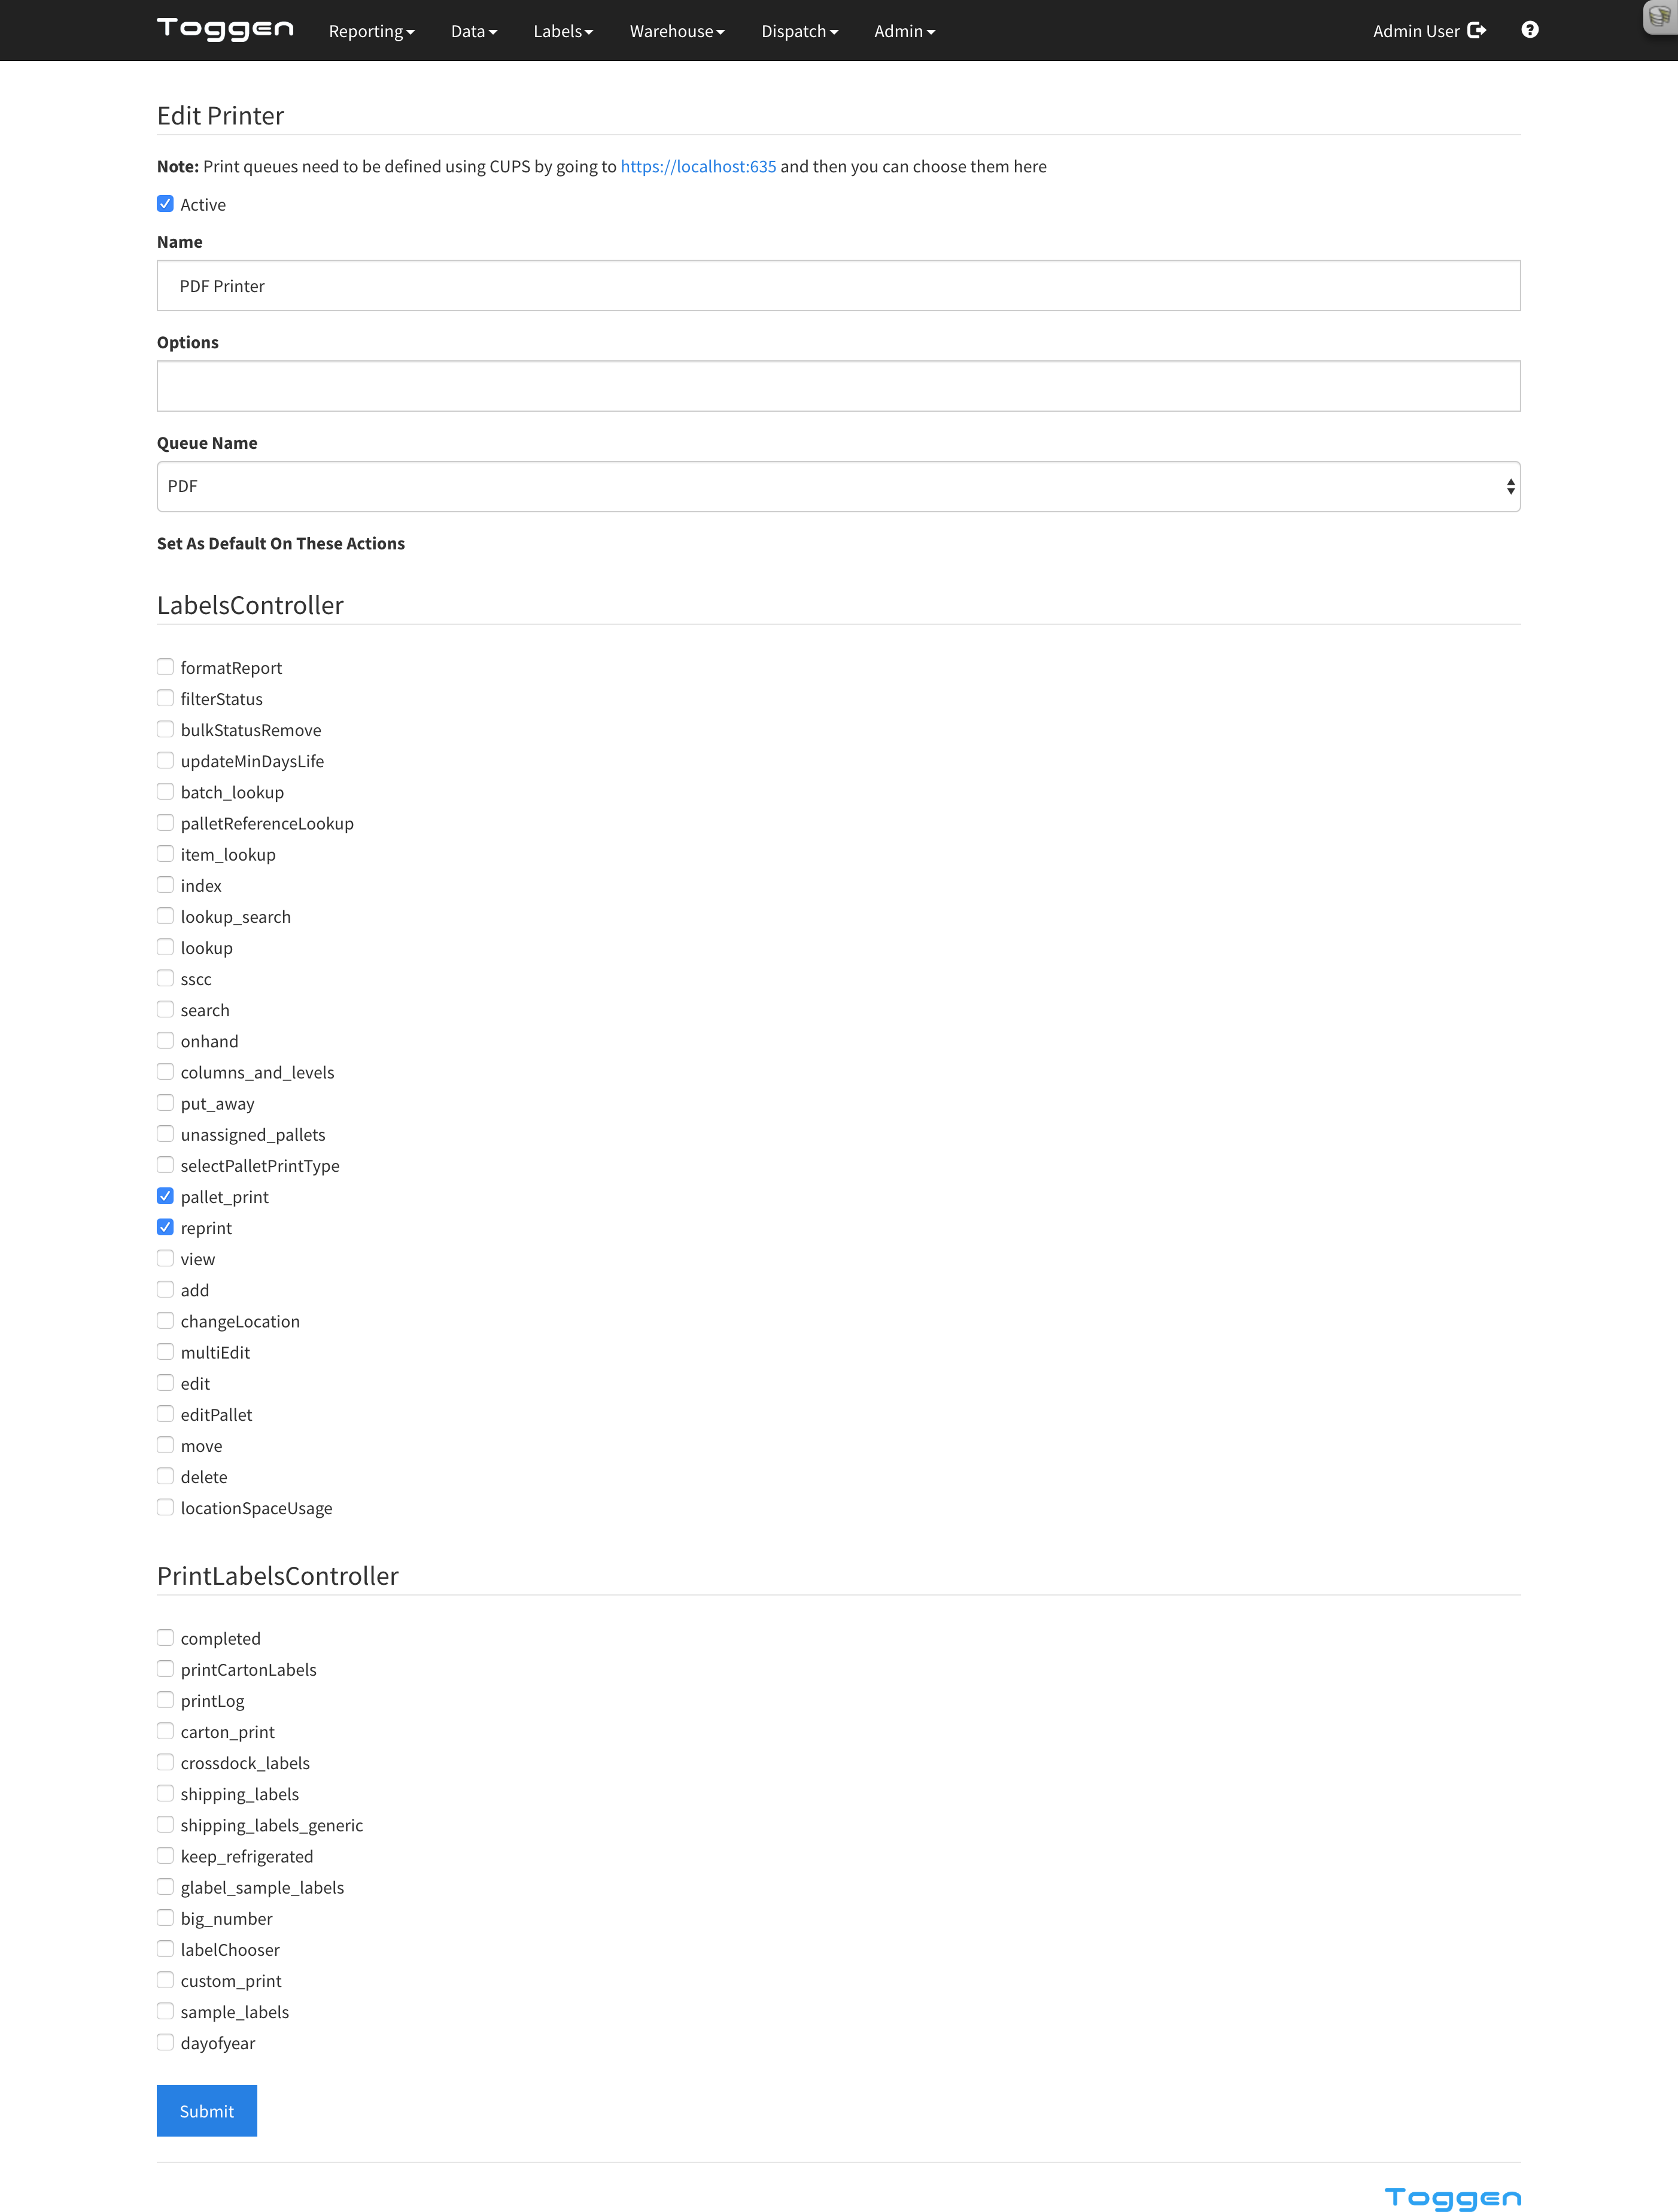 Toggen Reporting Data Labels Warehouse Dispatch Admin Admin User
Edit Printer
Note: Print queues need to be defined using CUPS by going to https://localhost:635 and then you can choose them here
Active
Name
PDF Printer
Options
Queue Name
PDF
Set As Default On These Actions
LabelsController
formatReport
filterStatus
bulkStatusRemove
updateMinDaysLife
batch_lookup
palletReferenceLookup
item_lookup
index
lookup_search
lookup
sscc
search
onhand
columns_and_levels
put_away
unassigned_pallets
selectPalletPrintType
pallet_print
reprint
view
add
changeLocation
multiEdit
edit
editPallet
move
delete
locationSpaceUsage
PrintLabelsController
completed
printCartonLabels
printLog
carton_print
crossdock_labels
shipping_labels
shipping_labels_generic
keep_refrigerated
glabel_sample_labels
big_number
labelChooser
custom_print
sample_labels
dayofyear
Submit
Toggen